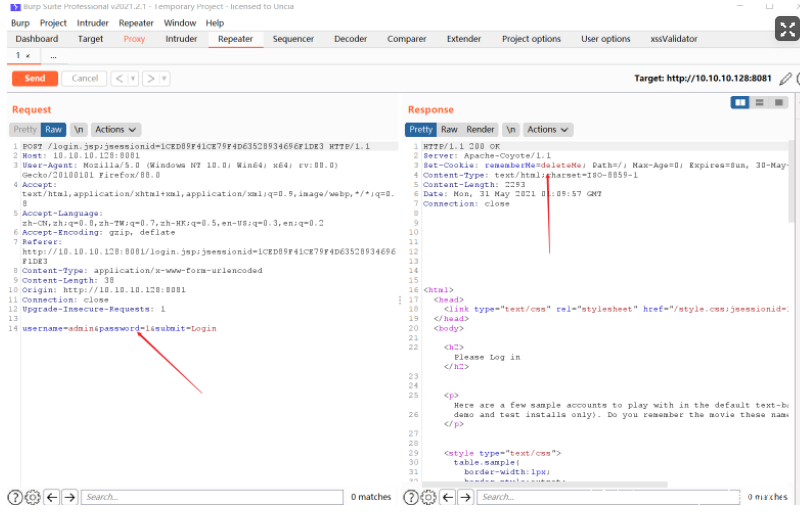 Burp Suite Professional v2021.2.1 - Temporary Project - licensed to Uncia
Burp Project Intruder Repeater Window Help
Dashboard Target Proxy Intruder Repeater Sequencer Decoder Comparer Extender Project options User options xssValidator
1 × ...
Send Cancel < > Target: http://10.10.10.128:8081
Request
Pretty Raw \n Actions
1 POST /login.jsp;jsessionid=1CED89F41CE79F4D63528934696F1DE3 HTTP/1.1
2 Host: 10.10.10.128:8081
3 User-Agent: Mozilla/5.0 (Windows NT 10.0; Win64; x64; rv:88.0)
Gecko/20100101 Firefox/88.0
4 Accept:
text/html,application/xhtml+xml,application/xml;q=0.9,image/webp,*/*;q=0.
8
5 Accept-Language:
zh-CN,zh;q=0.8,zh-TW;q=0.7,zh-HK;q=0.5,en-US;q=0.3,en;q=0.2
6 Accept-Encoding: gzip, deflate
7 Referer:
http://10.10.10.128:8081/login.jsp;jsessionid=1CED89F41CE79F4D63528934696
F1DE3
8 Content-Type: application/x-www-form-urlencoded
9 Content-Length: 38
10 Origin: http://10.10.10.128:8081
11 Connection: close
12 Upgrade-Insecure-Requests: 1
13
14 username=admin&password=1&submit=Login
Search... 0 matches
Response
Pretty Raw Render \n Actions
1 HTTP/1.1 200 OK
2 Server: Apache-Coyote/1.1
3 Set-Cookie: rememberMe=deleteMe; Path=/; Max-Age=0; Expires=Sun, 30-May-
4 Content-Type: text/html;charset=ISO-8859-1
5 Content-Length: 2293
6 Date: Mon, 31 May 2021 01:09:57 GMT
7 Connection: close
8
9
10
11
12
13
14
15
16 <html>
17 <head>
18 <link type="text/css" rel="stylesheet" href="/style.css;jsessionid=
19 </head>
20 <body>
21
22 <h2>
Please Log in
</h2>
23
24
25 <p>
Here are a few sample accounts to play with in the default text-ba
26 demo and test installs only). Do you remember the movie these name
</p>
27
28
29 <style type="text/css">
30 table.sample{
31 border-width:1px;
32 border-style:outset;
Search... 0 matches